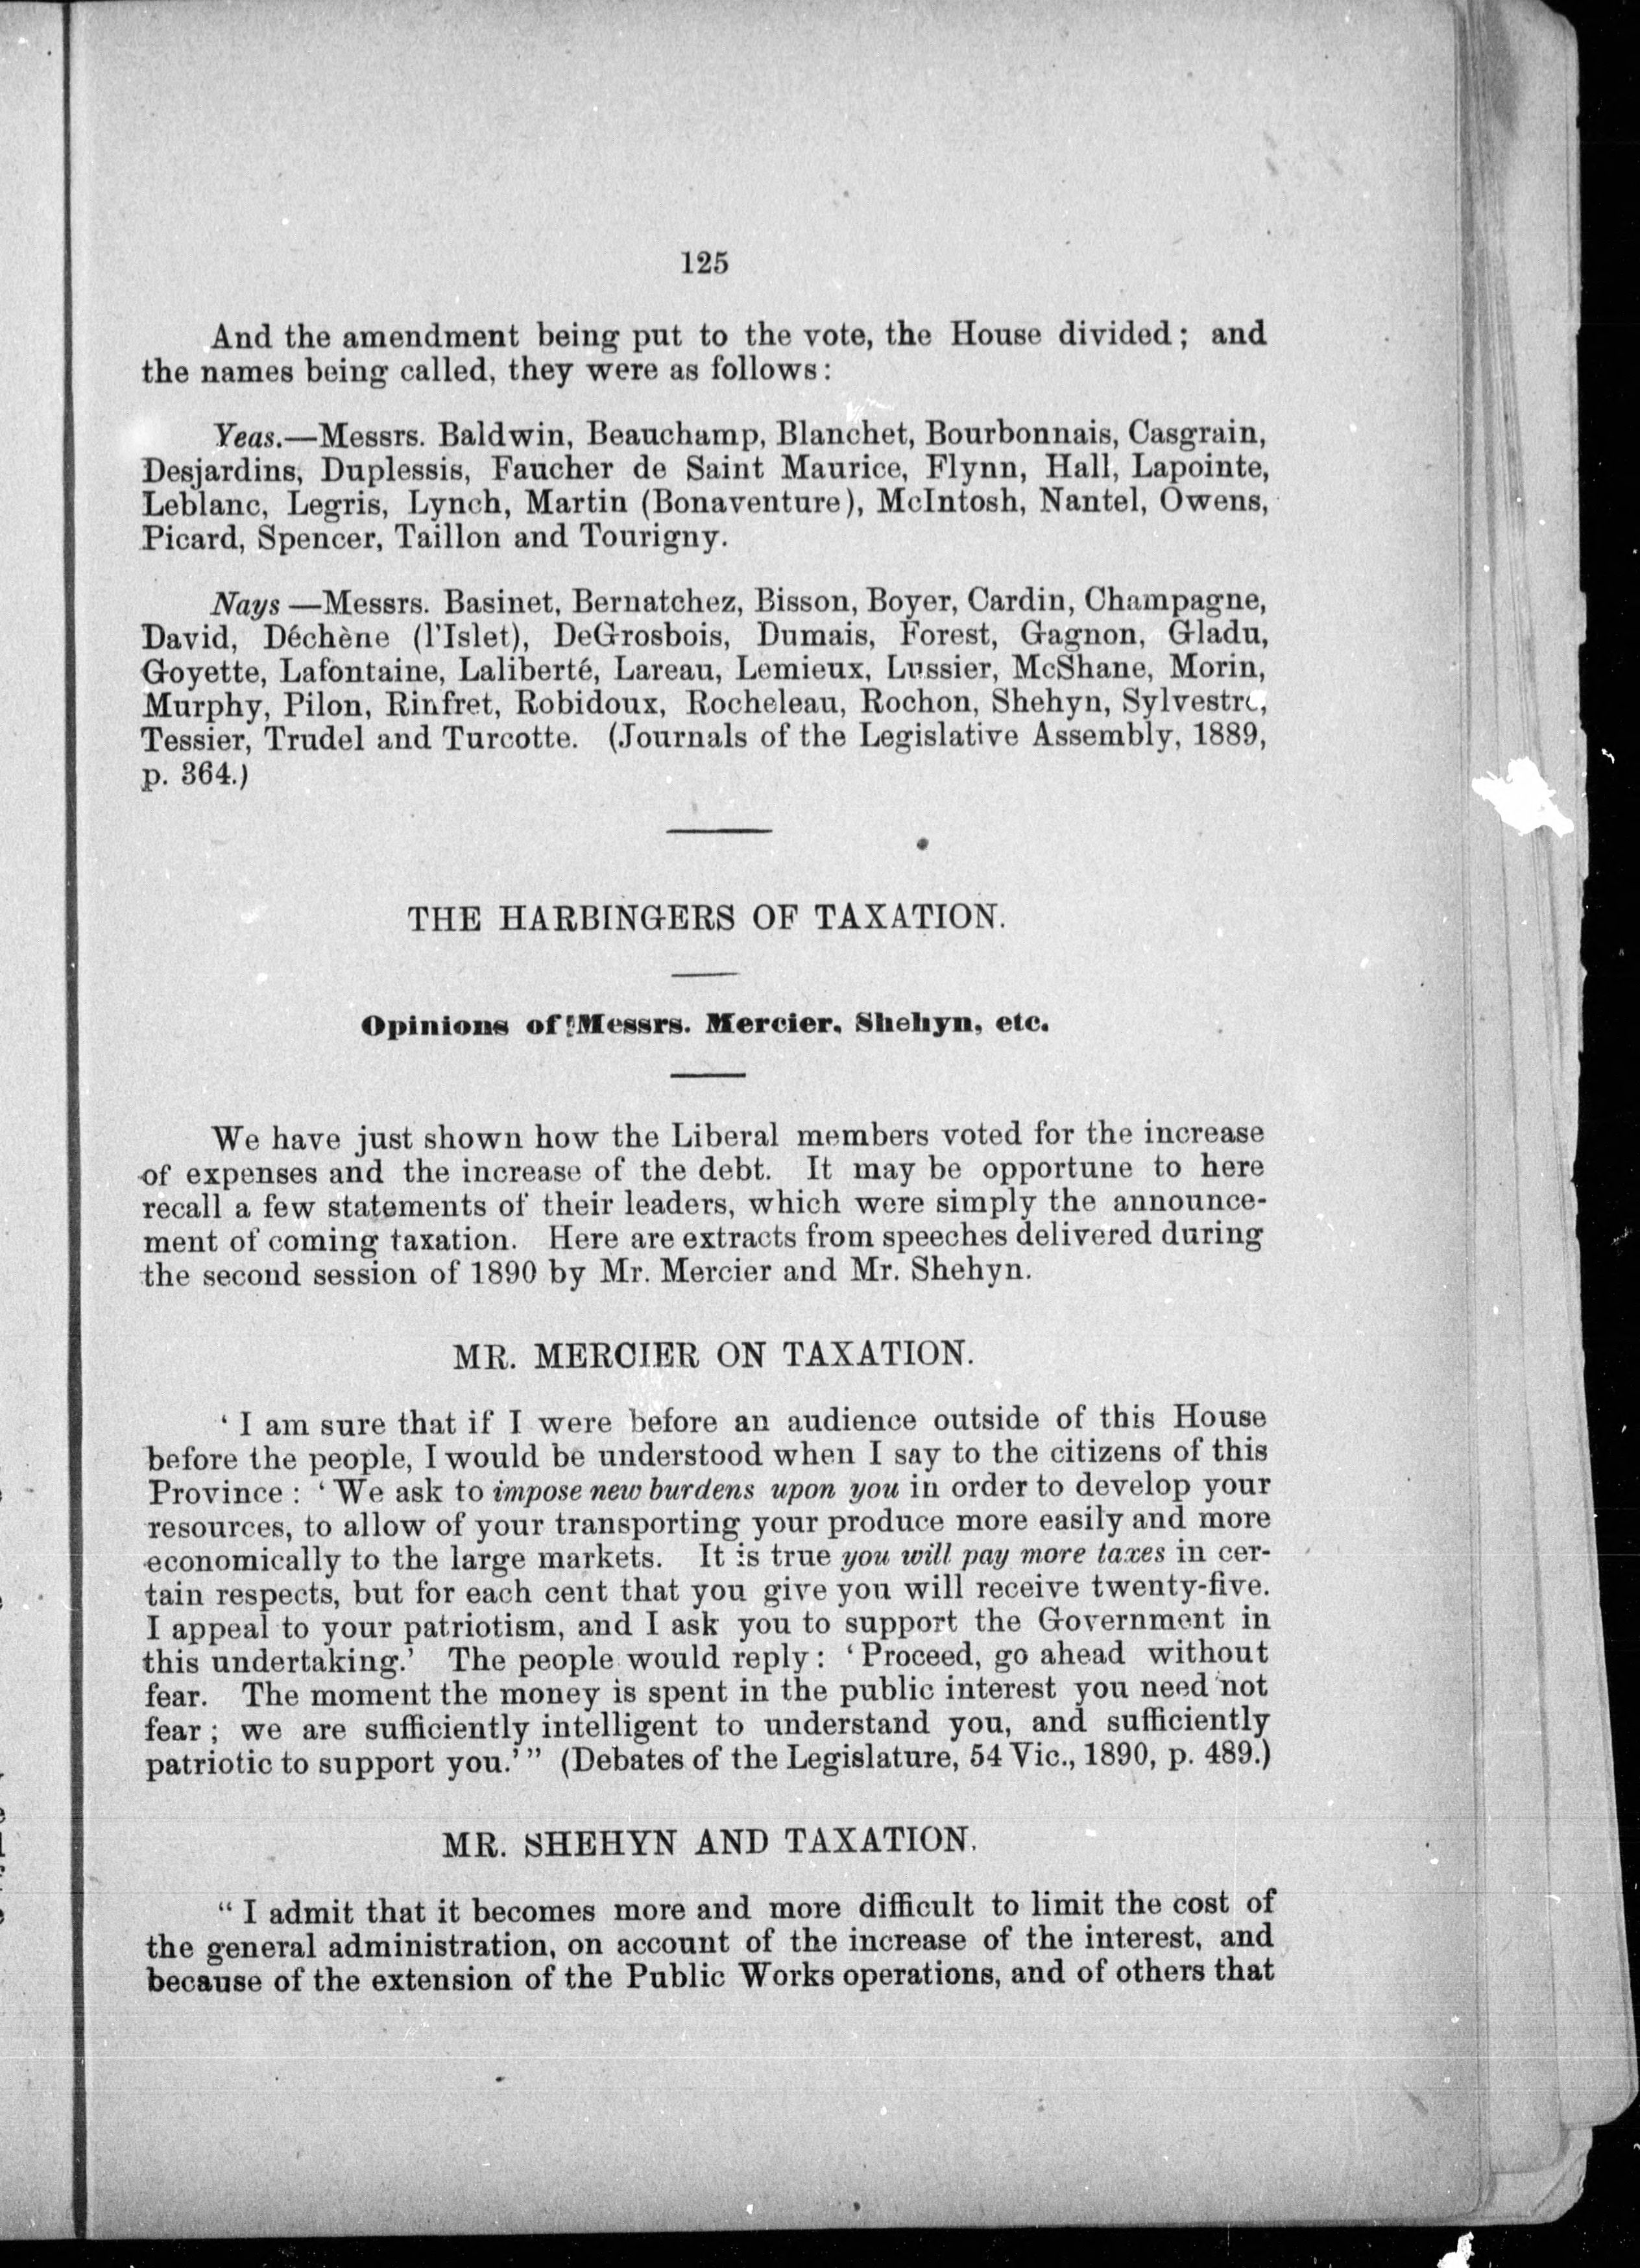 125
And the amendment being put to the vote, the House divided; and
the names being called, they were as follows:
Yeas.—Messrs. Baldwin, Beauchamp, Blanchet, Bourbonnais, Casgrain,
Desjardins, Duplessis, Faucher de Saint Maurice, Flynn, Hall, Lapointe,
Leblanc, Legris, Lynch, Martin (Bonaventure), McIntosh, Nantel, Owens,
Picard, Spencer, Taillon and Tourigny.
Nays —Messrs. Basinet, Bernatchez, Bisson, Boyer, Cardin, Champagne,
David, Déchène (l'Islet), DeGrosbois, Dumais, Forest, Gagnon, Gladu,
Goyette, Lafontaine, Laliberté, Lareau, Lemieux, Lussier, McShane, Morin,
Murphy, Pilon, Rinfret, Robidoux, Rocheleau, Rochon, Shehyn, Sylvestre,
Tessier, Trudel and Turcotte. (Journals of the Legislative Assembly, 1889,
p. 364.)
THE HARBINGERS OF TAXATION.
Opinions of Messrs. Mercier, Shehyn, etc.
We have just shown how the Liberal members voted for the increase
of expenses and the increase of the debt. It may be opportune to here
recall a few statements of their leaders, which were simply the announce-
ment of coming taxation. Here are extracts from speeches delivered during
the second session of 1890 by Mr. Mercier and Mr. Shehyn.
MR. MERCIER ON TAXATION.
‘ I am sure that if I were before an audience outside of this House
before the people, I would be understood when I say to the citizens of this
Province : ‘ We ask to impose new burdens upon you in order to develop your
resources, to allow of your transporting your produce more easily and more
economically to the large markets. It is true you will pay more taxes in cer-
tain respects, but for each cent that you give you will receive twenty-five.
I appeal to your patriotism, and I ask you to support the Government in
this undertaking.’ The people would reply : ‘ Proceed, go ahead without
fear. The moment the money is spent in the public interest you need not
fear ; we are sufficiently intelligent to understand you, and sufficiently
patriotic to support you.’ ” (Debates of the Legislature, 54 Vic., 1890, p. 489.)
MR. SHEHYN AND TAXATION.
“ I admit that it becomes more and more difficult to limit the cost of
the general administration, on account of the increase of the interest, and
because of the extension of the Public Works operations, and of others that